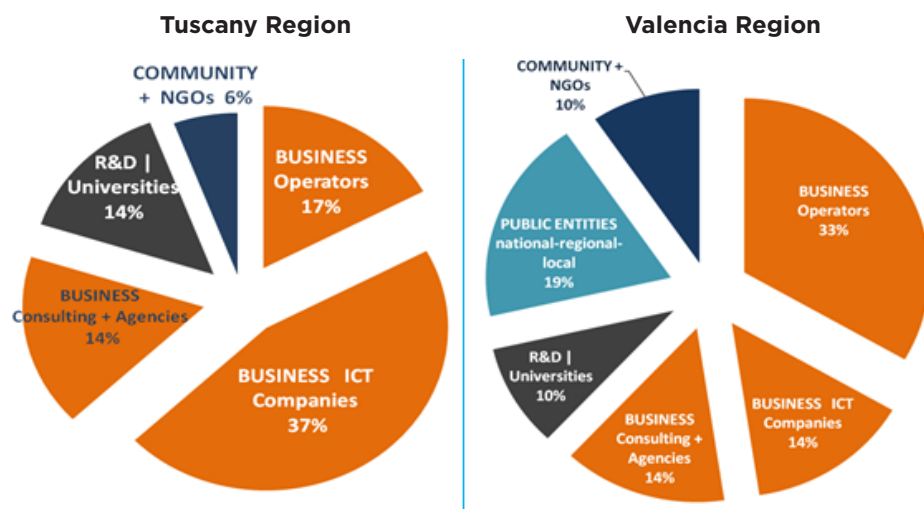 Tuscany Region
COMMUNITY
+ NGOs 6%
BUSINESS
Operators
17%
R&D |
Universities
14%
BUSINESS
Consulting + Agencies
14%
BUSINESS ICT
Companies
37%
Valencia Region
COMMUNITY +
NGOs
10%
BUSINESS
Operators
33%
PUBLIC ENTITIES
national-regional-
local
19%
R&D |
Universities
10%
BUSINESS
Consulting +
Agencies
14%
BUSINESS ICT
Companies
14%